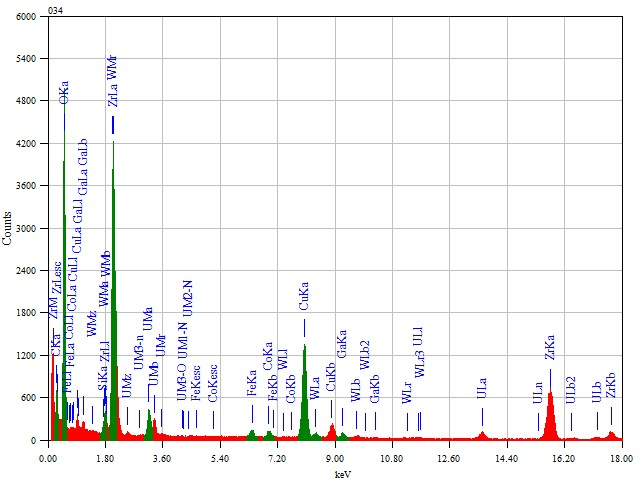 034
6000
5400
4800
4200
3600
3000
2400
1800
1200
600
0
Counts
0.00 1.80 3.60 5.40 7.20 9.00 10.80 12.60 14.40 16.20 18.00
keV
ZrM
CKa
ZrLesc
OKa
FeLl
FeLa
CoLl
CoLa
CuLl
CuLa
GaLl
GaLa
GaLb
WMz
SiKa
WMa
ZrLl
WMb
ZrLa
WMr
UMz
UM3-N
UMa
UMb
UMr
UM3-O
UM1-N
UM2-N
FeKesc
CoKesc
FeKa
CoKa
FeKb
WLl
CoKb
CuKa
WLa
CuKb
GaKa
WLb
WLb2
GaKb
WLr
WLr3
ULl
ULa
ULn
ZrKa
ULb2
ULb
ZrKb